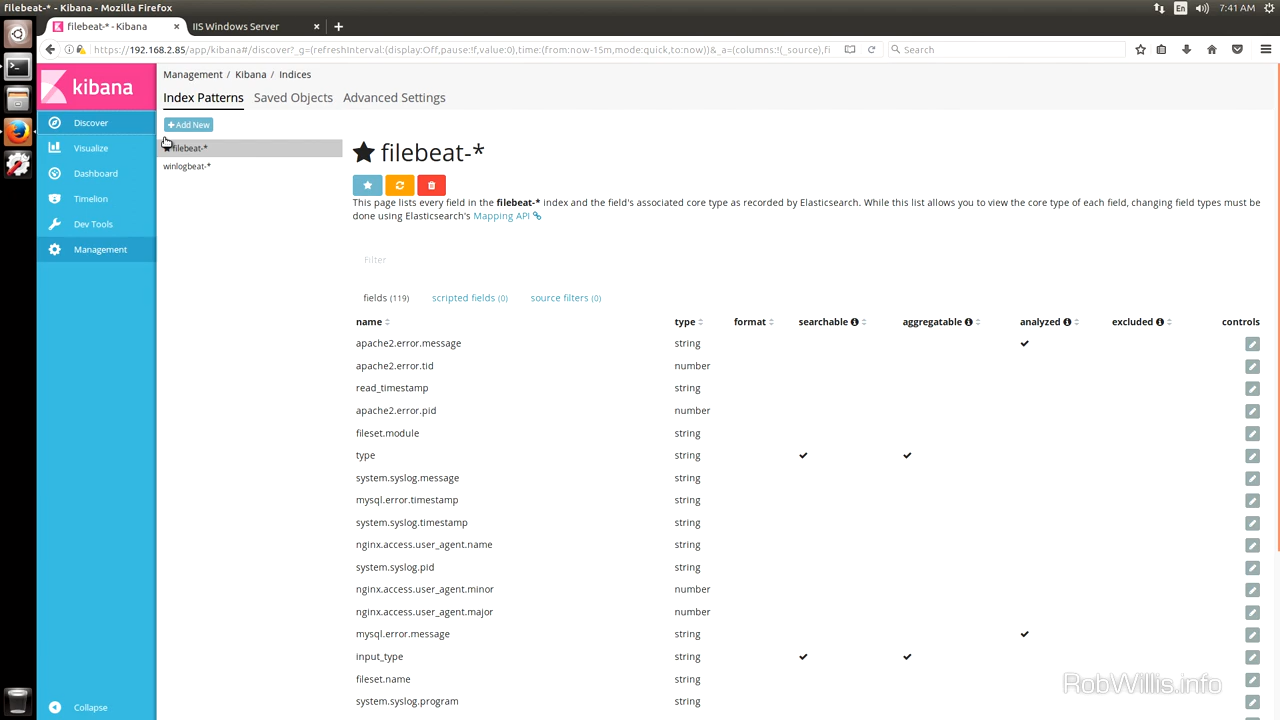 filebeat-* - Kibana - Mozilla Firefox
En
7:41 AM
filebeat-* - Kibana
IIS Windows Server
https://192.168.2.85/app/kibana#/discover?_g=(refreshInterval:(display:Off,pause:!f,value:0),time:(from:now-15m,mode:quick,to:now))&_a=(columns:!(_source),fi
Search
kibana
Discover
Visualize
Dashboard
Timelion
Dev Tools
Management
Collapse
Management / Kibana / Indices
Index Patterns Saved Objects Advanced Settings
Add New
filebeat-*
winlogbeat-*
filebeat-*
This page lists every field in the filebeat-* index and the field's associated core type as recorded by Elasticsearch. While this list allows you to view the core type of each field, changing field types must be
done using Elasticsearch's Mapping API
Filter
fields (119) scripted fields (0) source filters (0)
name type format searchable aggregatable analyzed excluded controls
apache2.error.message string
apache2.error.tid number
read_timestamp string
apache2.error.pid number
fileset.module string
type string
system.syslog.message string
mysql.error.timestamp string
system.syslog.timestamp string
nginx.access.user_agent.name string
system.syslog.pid string
nginx.access.user_agent.minor number
nginx.access.user_agent.major number
mysql.error.message string
input_type string
fileset.name string
system.syslog.program string
RobWillis.info